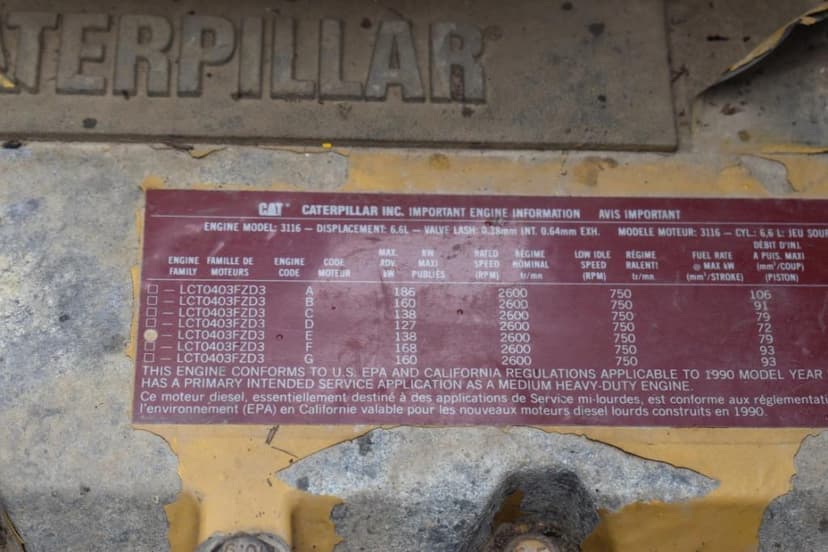 ATERPILLAR
CAT® CATERPILLAR INC. IMPORTANT ENGINE INFORMATION AVIS IMPORTANT
ENGINE MODEL: 3116 — DISPLACEMENT: 6.6L — VALVE LASH: 0.38mm INT. 0.64mm EXH. MODELE MOTEUR: 3116 — CYL.: 6,6 L: JEU SOUP
ENGINE FAMILY FAMILLE DE MOTEURS ENGINE CODE CODE MOTEUR MAX. ADV. kW KW MAXI PUBLIÉS RATED SPEED (RPM) RÉGIME NOMINAL tr/mn LOW IDLE SPEED (RPM) RÉGIME RALENTI tr/mn FUEL RATE @ MAX kW (mm³/STROKE) DÉBIT D'INJ. A PUIS. MAXI (mm³/COUP) (PISTON)
□ — LCT0403FZD3 A 186 2600 750 106
□ — LCT0403FZD3 B 160 2600 750 91
□ — LCT0403FZD3 C 138 2600 750 79
□ — LCT0403FZD3 D 127 2600 750 72
— LCT0403FZD3 E 138 2600 750 79
□ — LCT0403FZD3 F 168 2600 750 93
□ — LCT0403FZD3 G 160 2600 750 93
THIS ENGINE CONFORMS TO U.S. EPA AND CALIFORNIA REGULATIONS APPLICABLE TO 1990 MODEL YEAR
HAS A PRIMARY INTENDED SERVICE APPLICATION AS A MEDIUM HEAVY-DUTY ENGINE.
Ce moteur diesel, essentiellement destiné à des applications de Service mi-lourdes, est conforme aux réglementati
l'environnement (EPA) en Californie valable pour les nouveaux moteurs diesel lourds construits en 1990.